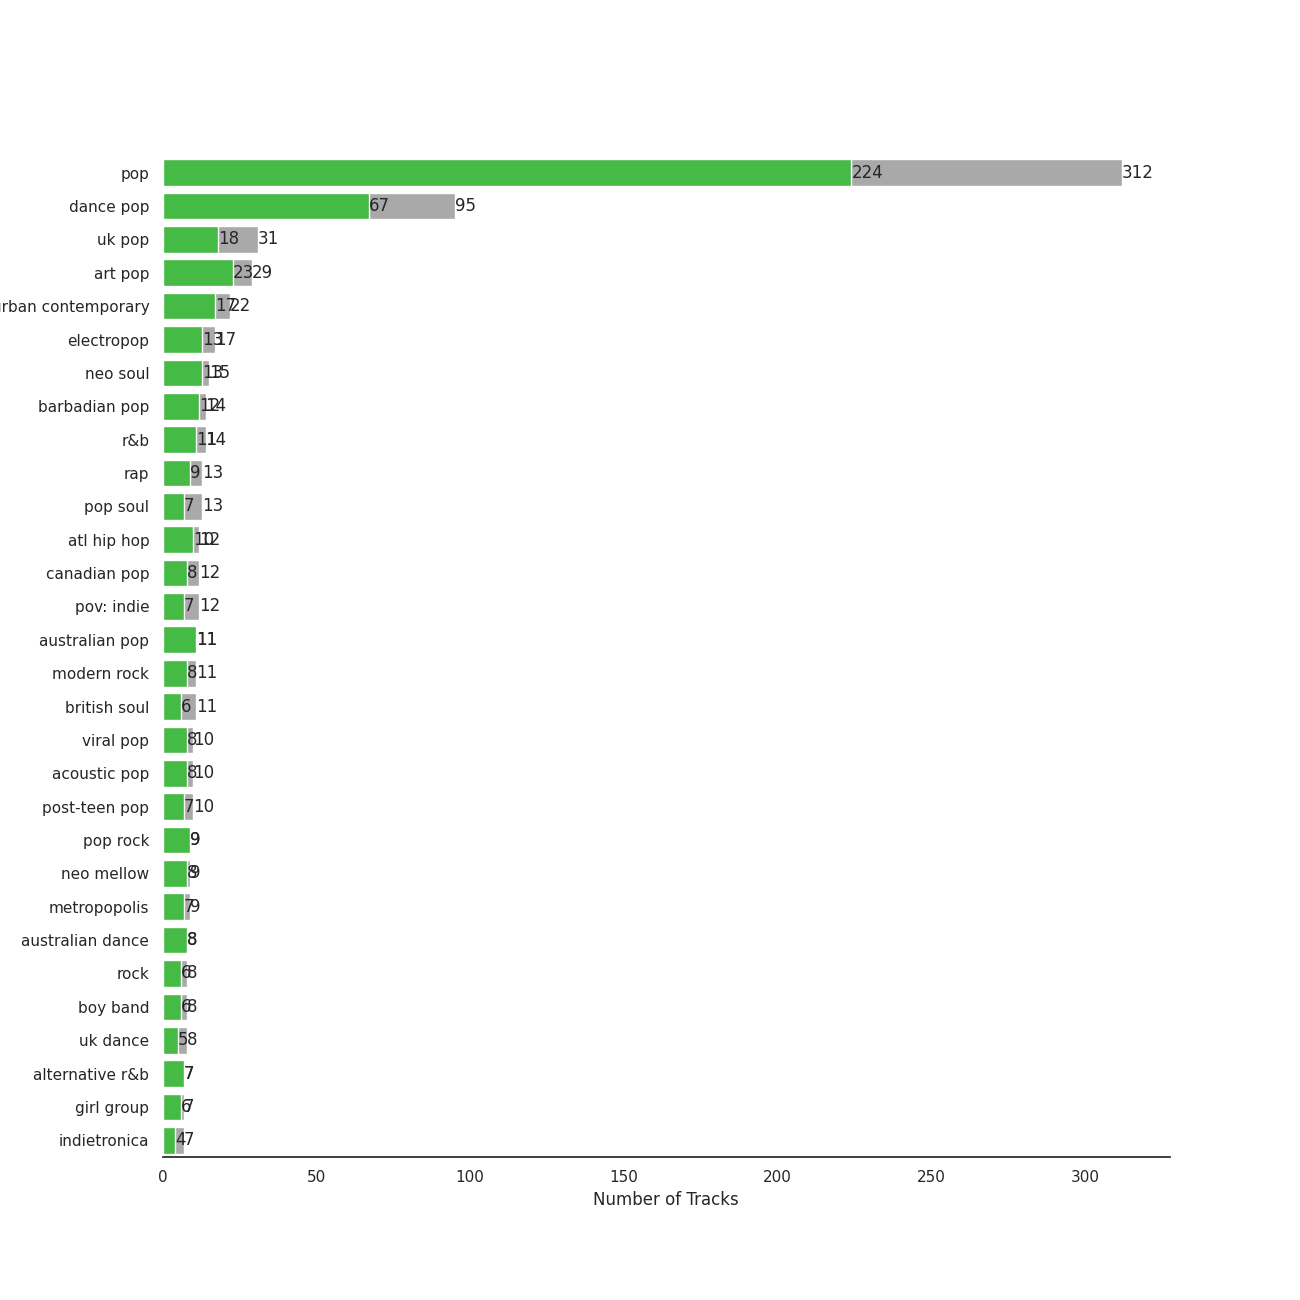 pop 224 312
dance pop 67 95
uk pop 18 31
art pop 23 29
urban contemporary 17 22
electropop 13 17
neo soul 13 15
barbadian pop 12 14
r&b 11 14
rap 9 13
pop soul 7 13
atl hip hop 10 12
canadian pop 8 12
pov: indie 7 12
australian pop 11 11
modern rock 8 11
british soul 6 11
viral pop 8 10
acoustic pop 8 10
post-teen pop 7 10
pop rock 9 9
neo mellow 8 9
metropopolis 7 9
australian dance 8 8
rock 6 8
boy band 6 8
uk dance 5 8
alternative r&b 7 7
girl group 6 7
indietronica 4 7
0 50 100 150 200 250 300
Number of Tracks